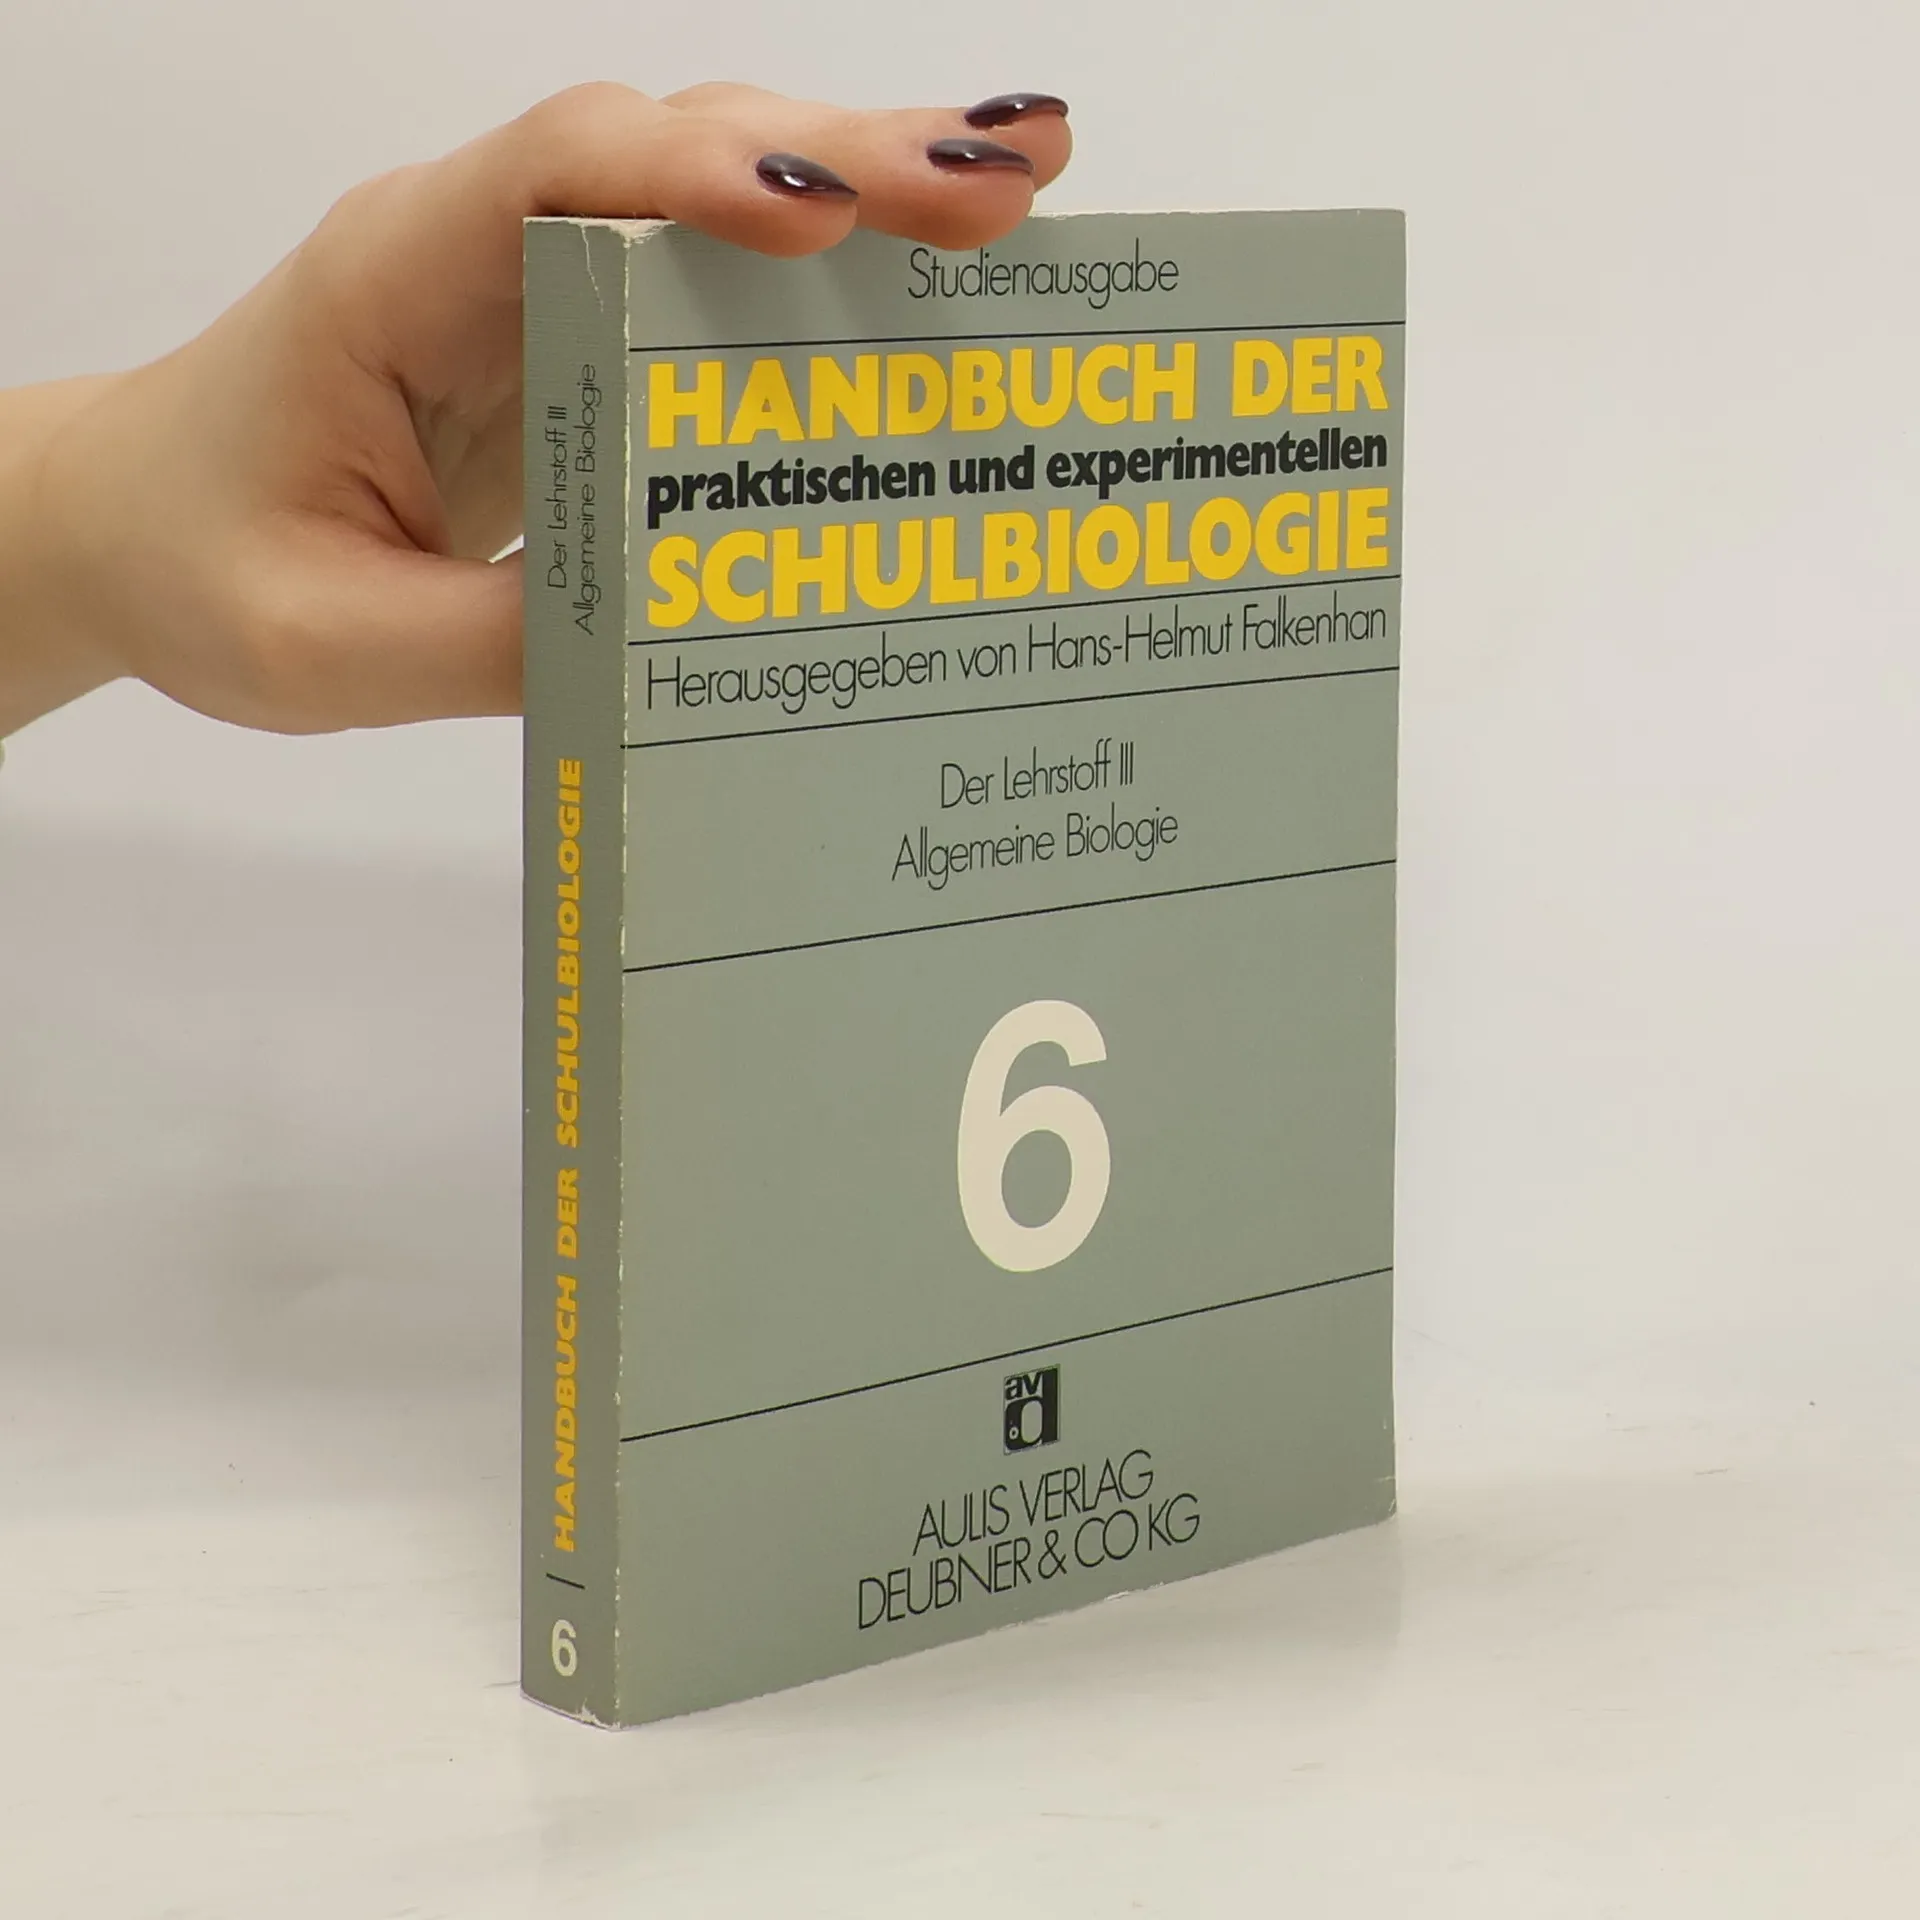 Studienausgabe
HANDBUCH DER
praktischen und experimentellen
SCHULBIOLOGIE
Herausgegeben von Hans-Helmut Falkenhan
Der Lehrstoff III
Allgemeine Biologie
6
av
d
AULIS VERLAG
DEUBNER & CO KG
Der Lehrstoff III
Allgemeine Biologie
HANDBUCH DER SCHULBIOLOGIE
6